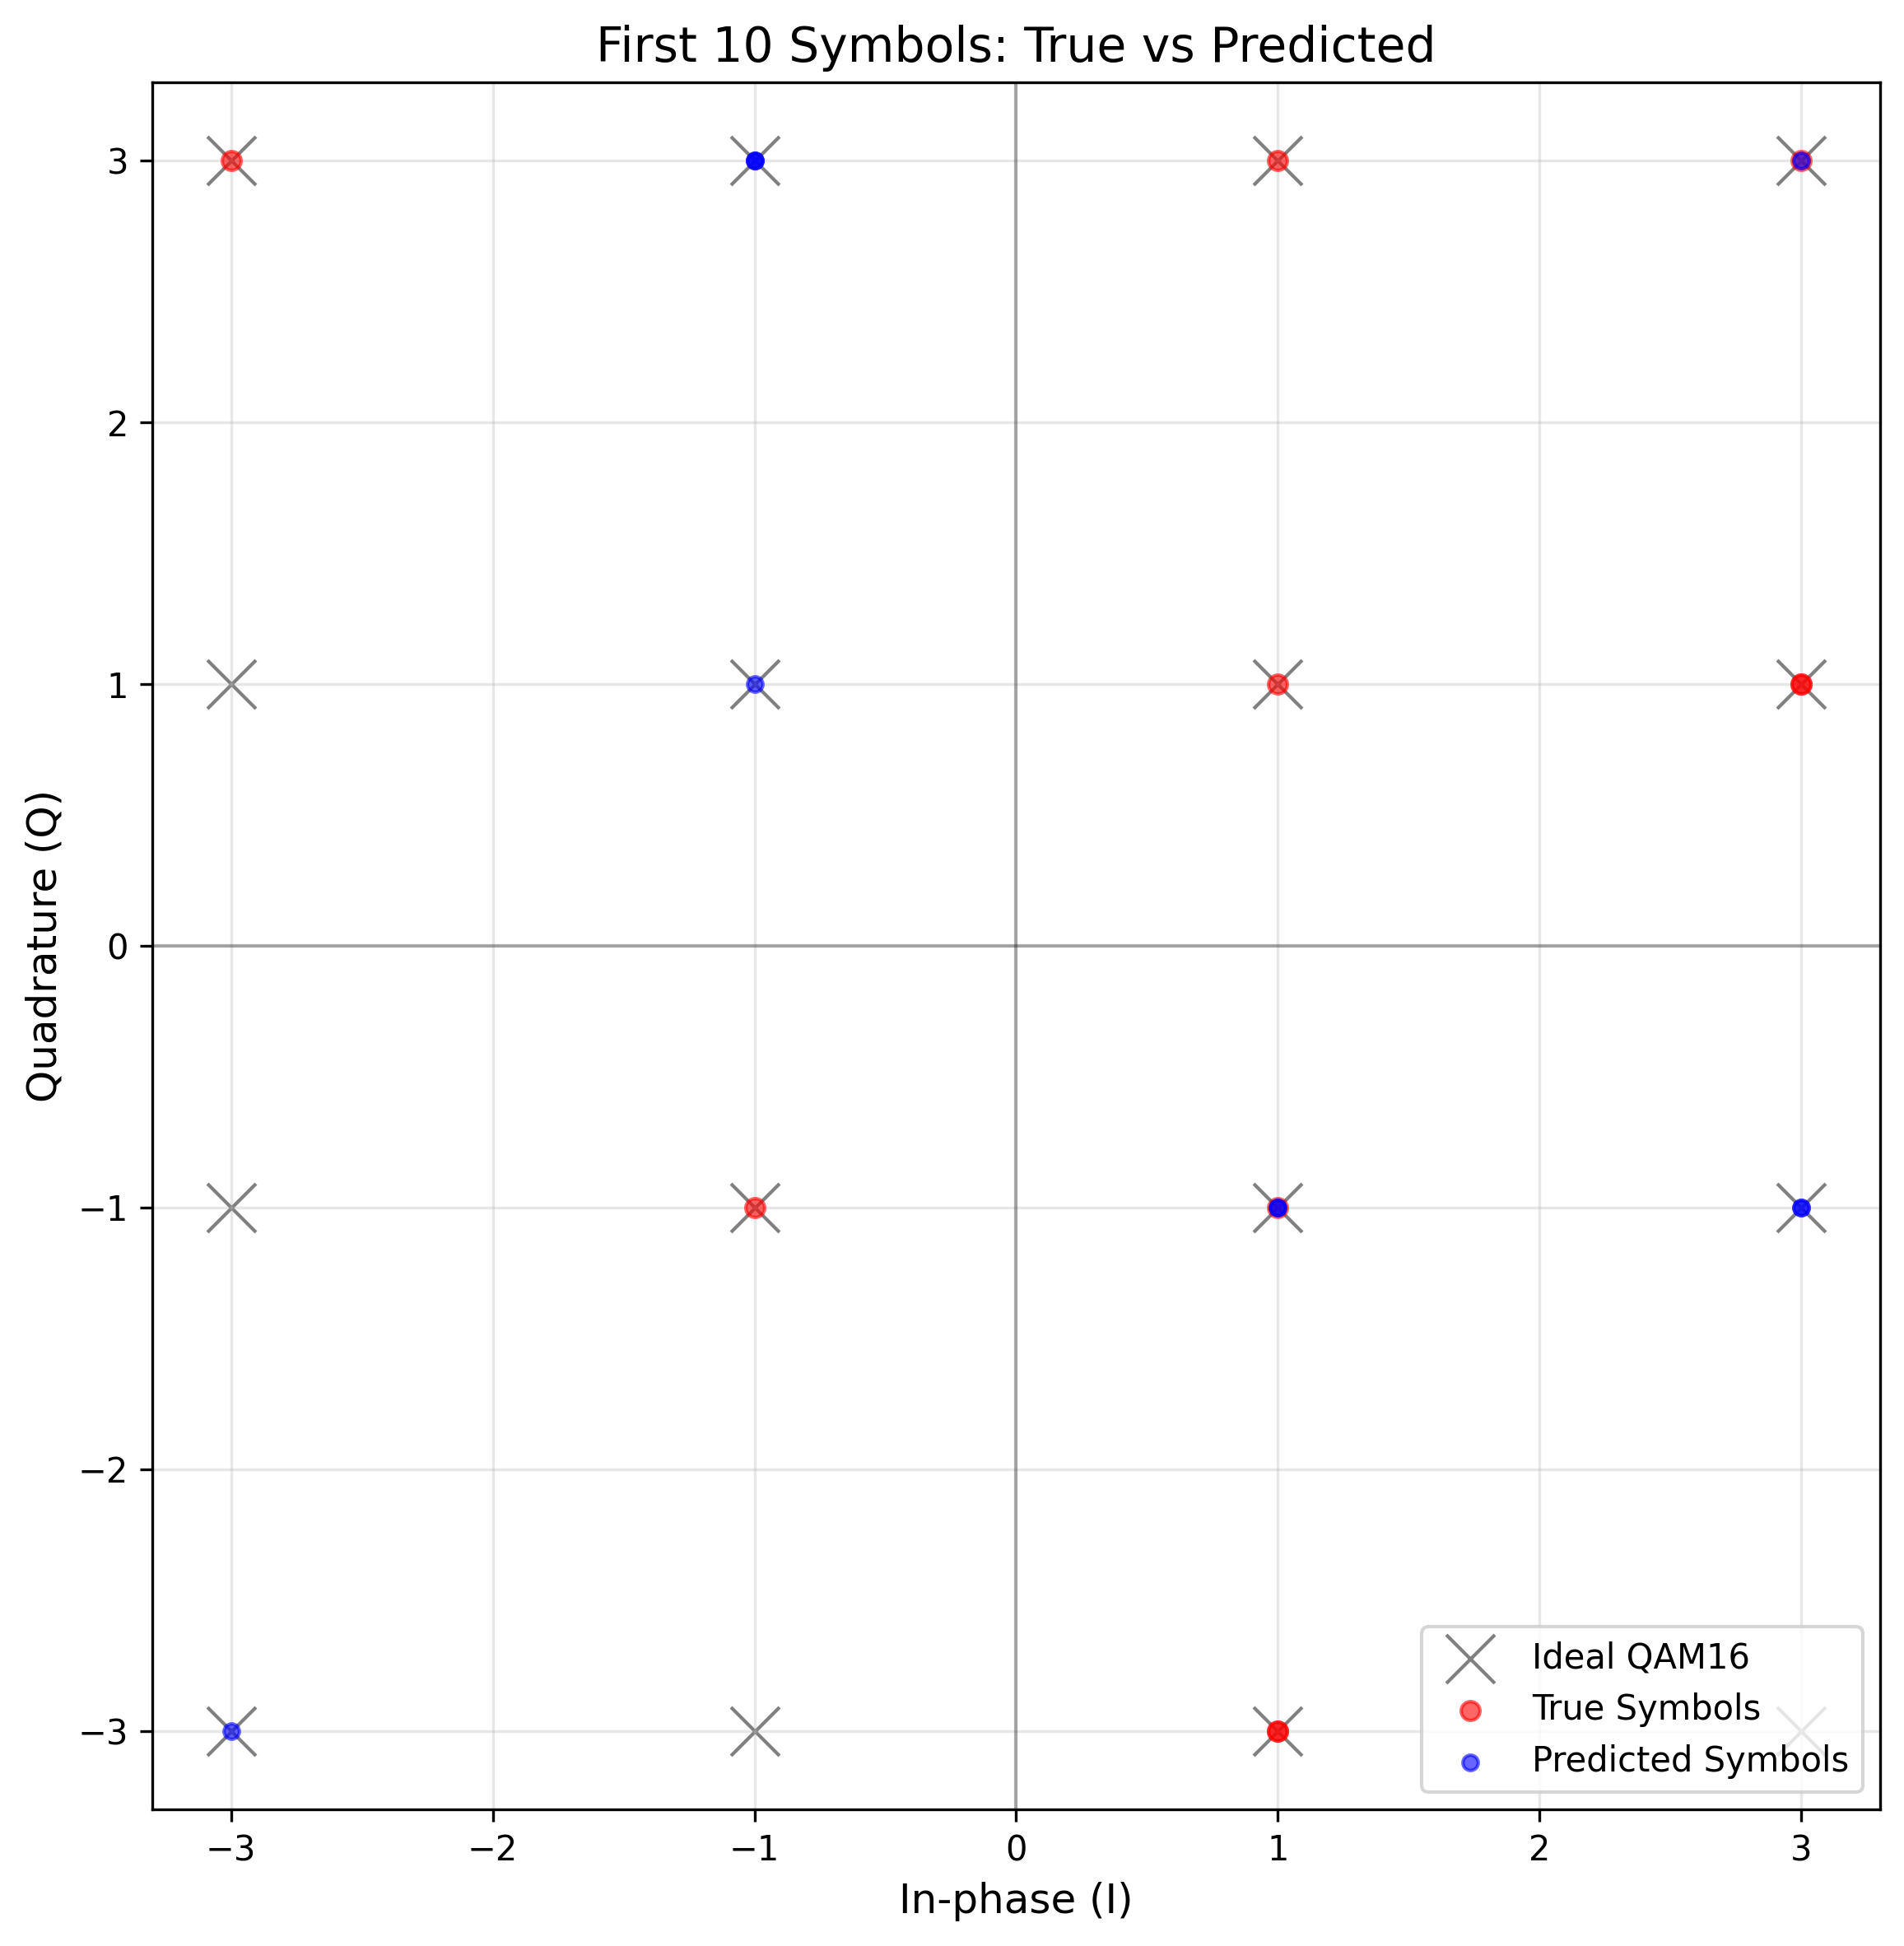 First 10 Symbols: True vs Predicted
3
2
1
0
−1
−2
−3
Quadrature (Q)
−3
−2
−1
0
1
2
3
In-phase (I)
Ideal QAM16
True Symbols
Predicted Symbols